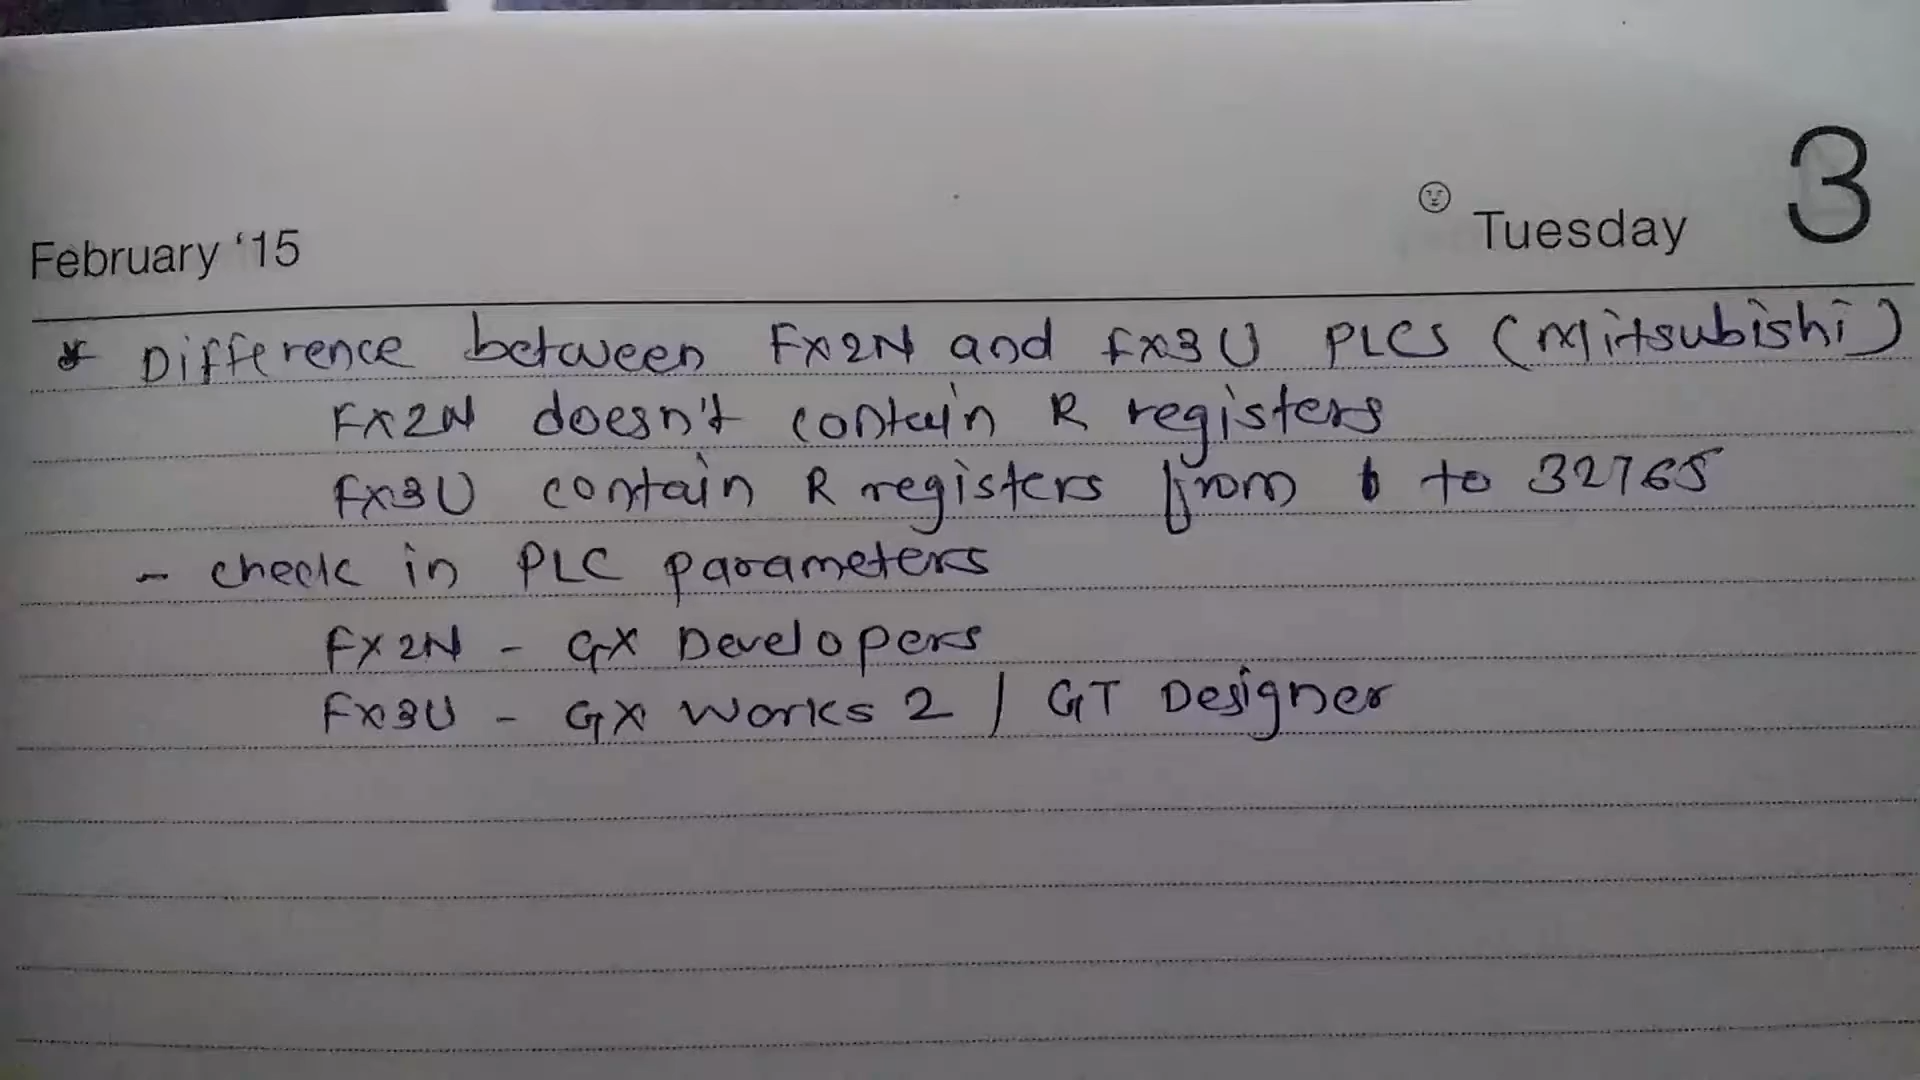 February '15
Tuesday 3
* Difference between FX2N and FX3U PLCS (Mitsubishi)
FX2N doesn't contain R registers
FX3U contain R registers from to 32765
- check in PLC parameters
FX2N - GX Developers
FX3U - GX Works 2 / GT Designer